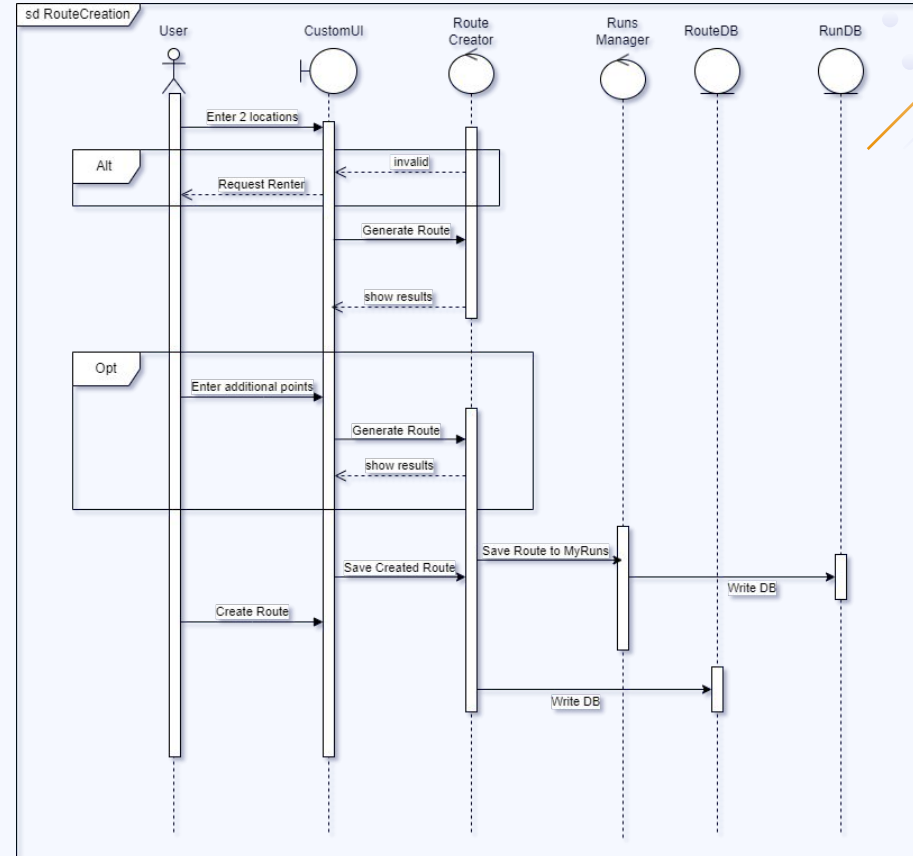 sd RouteCreation
User
CustomUI
Route
Creator
Runs
Manager
RouteDB
RunDB
Enter 2 locations
Alt
invalid
Request Renter
Generate Route
show results
Opt
Enter additional points
Generate Route
show results
Save Route to MyRuns
Save Created Route
Write DB
Create Route
Write DB